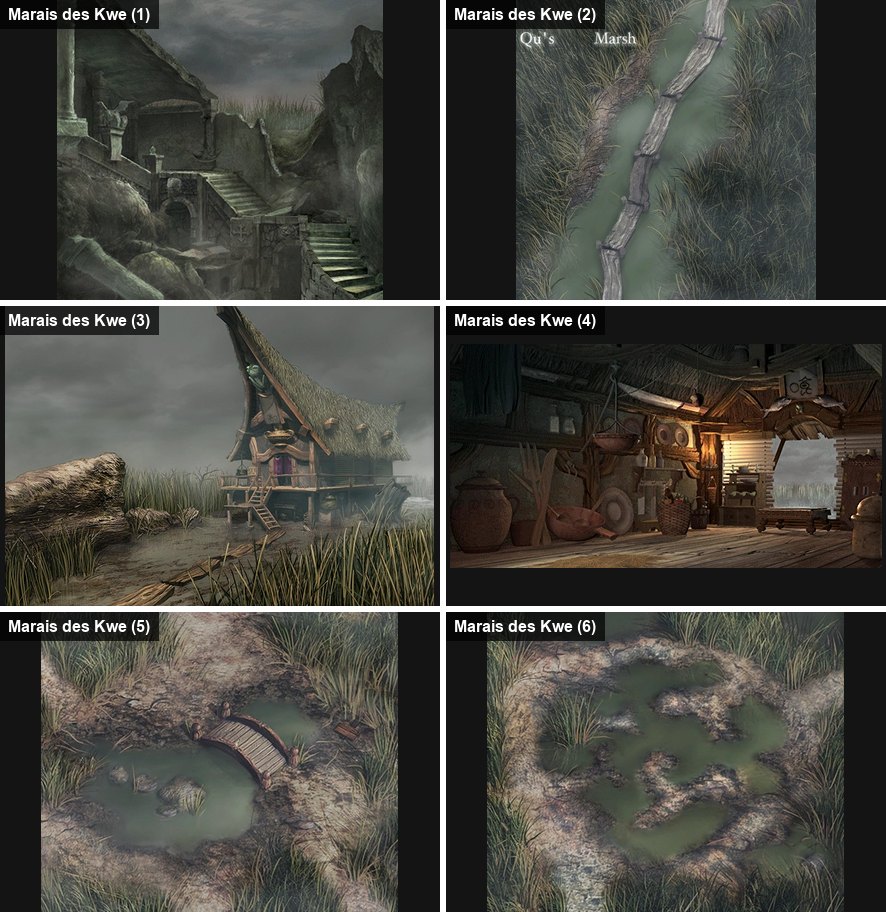 Marais des Kwe (1)
Marais des Kwe (2)
Qu's Marsh
Marais des Kwe (3)
Marais des Kwe (4)
Marais des Kwe (5)
Marais des Kwe (6)